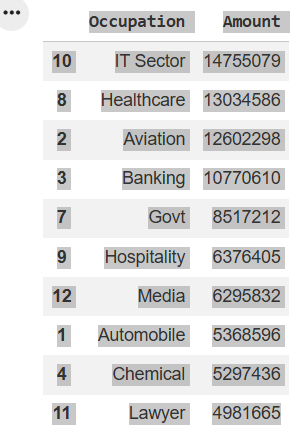 Occupation Amount
10 IT Sector 14755079
8 Healthcare 13034586
2 Aviation 12602298
3 Banking 10770610
7 Govt 8517212
9 Hospitality 6376405
12 Media 6295832
1 Automobile 5368596
4 Chemical 5297436
11 Lawyer 4981665